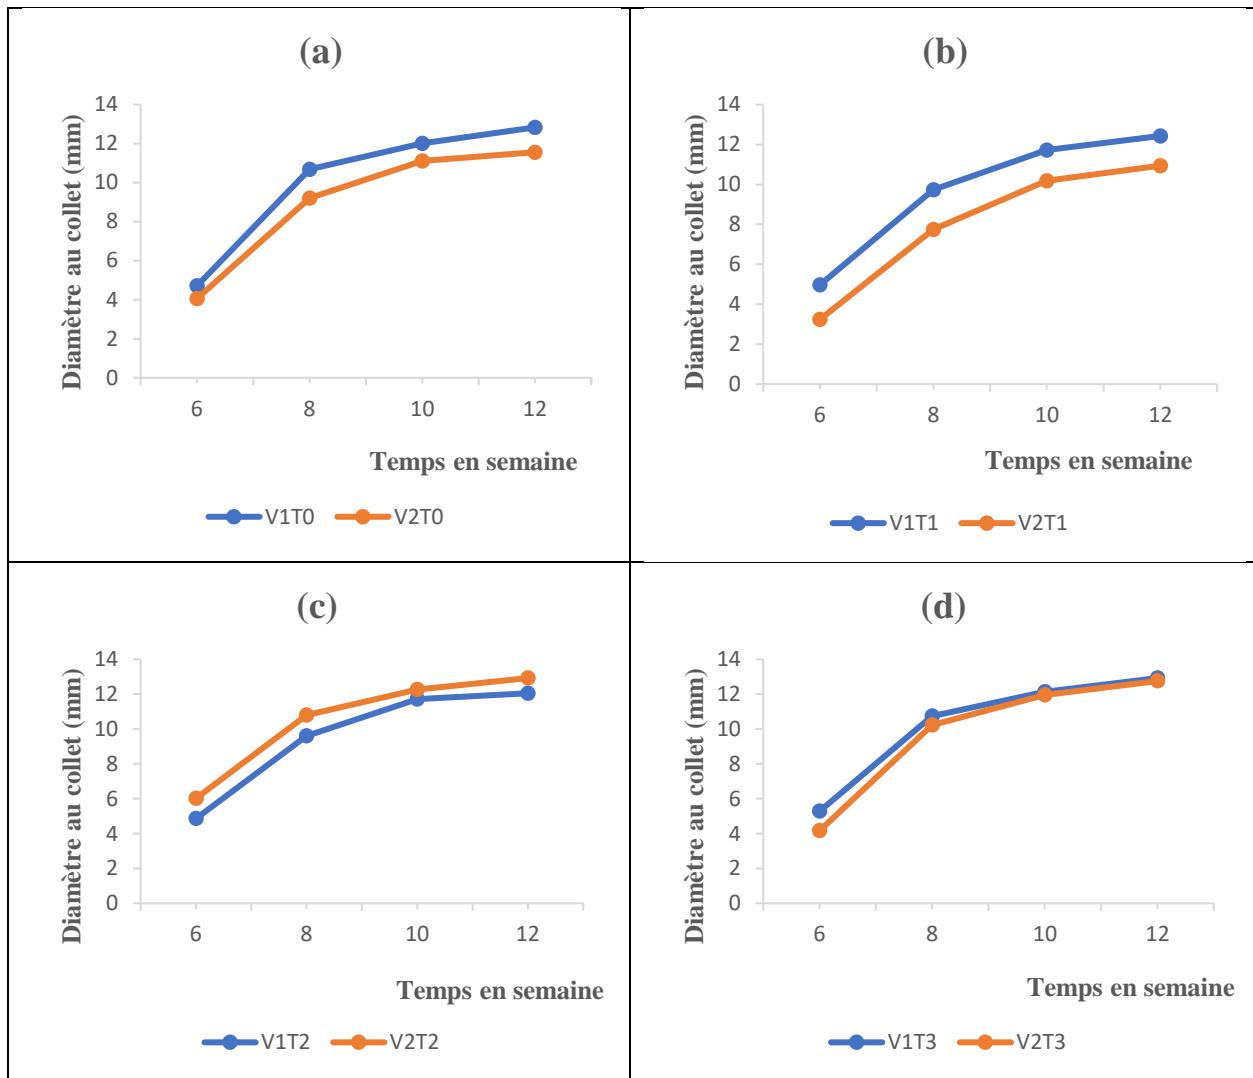 (a)
Diamètre au collet (mm)
14
12
10
8
6
4
2
0
6 8 10 12
Temps en semaine
V1T0 V2T0
(b)
Diamètre au collet (mm)
14
12
10
8
6
4
2
0
6 8 10 12
Temps en semaine
V1T1 V2T1
(c)
Diamètre au collet (mm)
14
12
10
8
6
4
2
0
6 8 10 12
Temps en semaine
V1T2 V2T2
(d)
Diamètre au collet (mm)
14
12
10
8
6
4
2
0
6 8 10 12
Temps en semaine
V1T3 V2T3